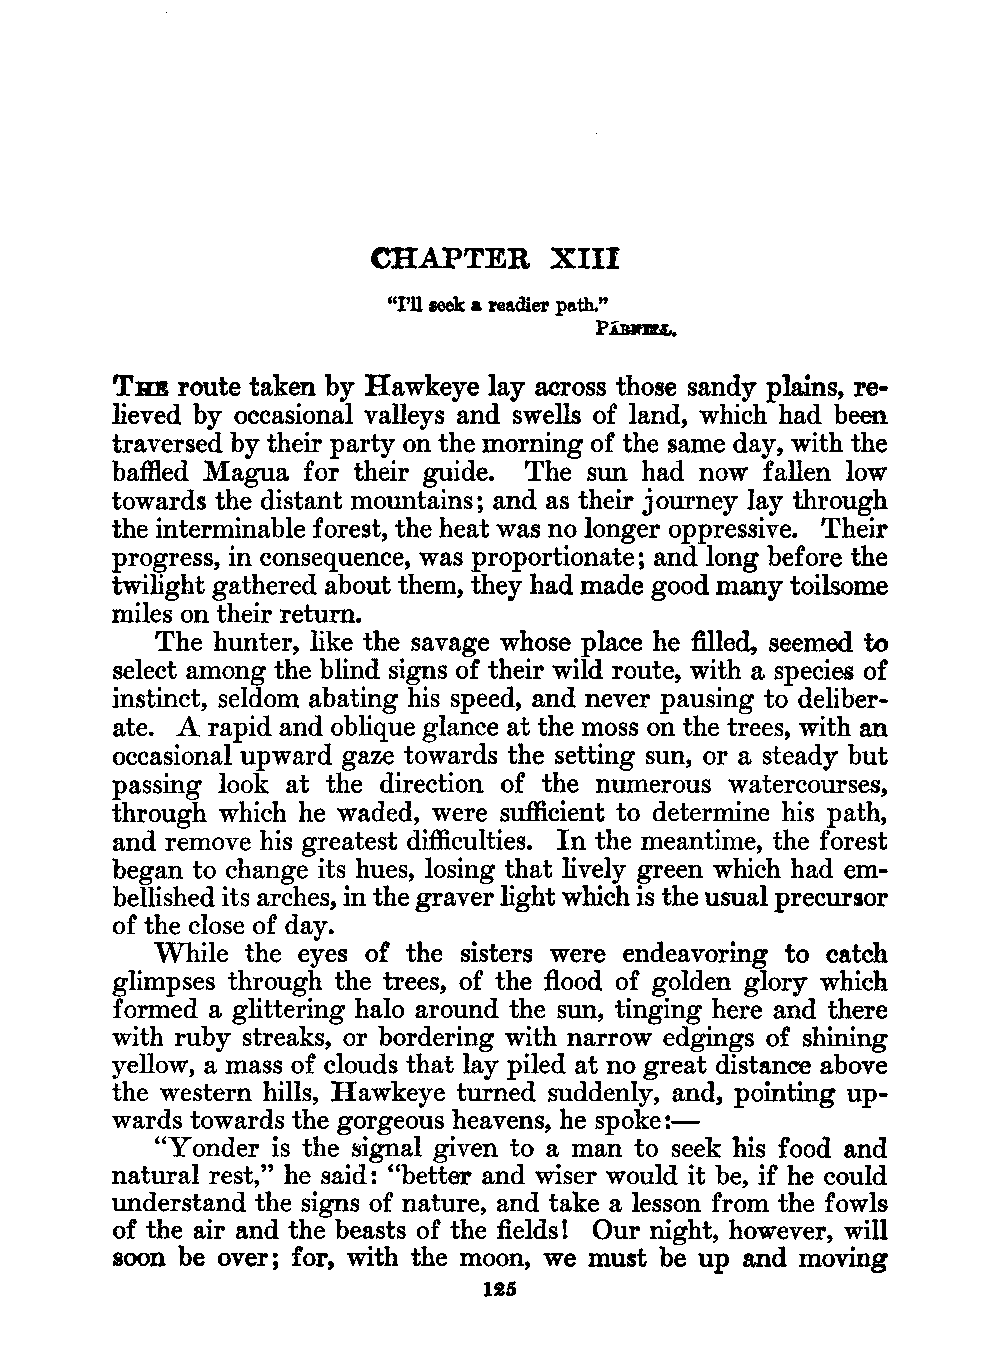 CHAPTER XIII
“I’ll seek a readier path.”
PARNELL.
THE route taken by Hawkeye lay across those sandy plains, re-
lieved by occasional valleys and swells of land, which had been
traversed by their party on the morning of the same day, with the
baffled Magua for their guide. The sun had now fallen low
towards the distant mountains; and as their journey lay through
the interminable forest, the heat was no longer oppressive. Their
progress, in consequence, was proportionate; and long before the
twilight gathered about them, they had made good many toilsome
miles on their return.
The hunter, like the savage whose place he filled, seemed to
select among the blind signs of their wild route, with a species of
instinct, seldom abating his speed, and never pausing to deliber-
ate. A rapid and oblique glance at the moss on the trees, with an
occasional upward gaze towards the setting sun, or a steady but
passing look at the direction of the numerous watercourses,
through which he waded, were sufficient to determine his path,
and remove his greatest difficulties. In the meantime, the forest
began to change its hues, losing that lively green which had em-
bellished its arches, in the graver light which is the usual precursor
of the close of day.
While the eyes of the sisters were endeavoring to catch
glimpses through the trees, of the flood of golden glory which
formed a glittering halo around the sun, tinging here and there
with ruby streaks, or bordering with narrow edgings of shining
yellow, a mass of clouds that lay piled at no great distance above
the western hills, Hawkeye turned suddenly, and, pointing up-
wards towards the gorgeous heavens, he spoke:—
“Yonder is the signal given to a man to seek his food and
natural rest,” he said: “better and wiser would it be, if he could
understand the signs of nature, and take a lesson from the fowls
of the air and the beasts of the fields! Our night, however, will
soon be over; for, with the moon, we must be up and moving
125